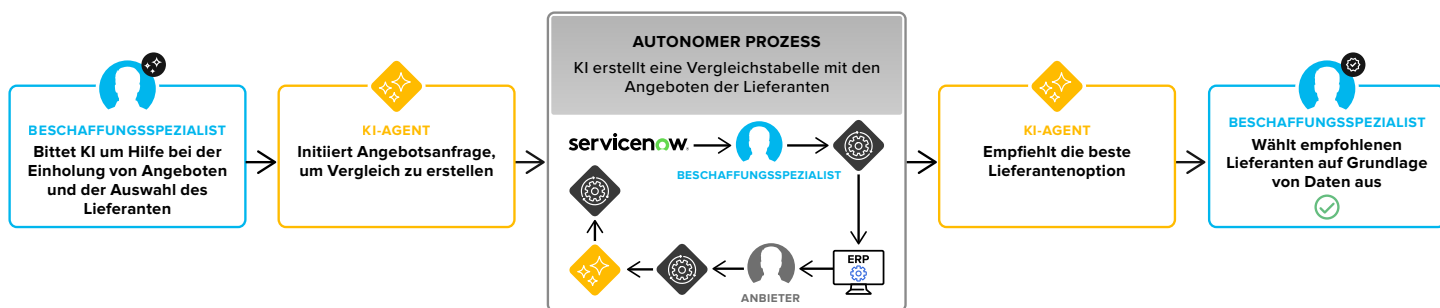 BESCHAFFUNGSSPEZIALIST
Bittet KI um Hilfe bei der
Einholung von Angeboten
und der Auswahl des
Lieferanten
KI-AGENT
Initiiert Angebotsanfrage,
um Vergleich zu erstellen
AUTONOMER PROZESS
KI erstellt eine Vergleichstabelle mit den
Angeboten der Lieferanten
servicenow
BESCHAFFUNGSSPEZIALIST
ERP
ANBIETER
KI-AGENT
Empfiehlt die beste
Lieferantenoption
BESCHAFFUNGSSPEZIALIST
Wählt empfohlenen
Lieferanten auf Grundlage
von Daten aus